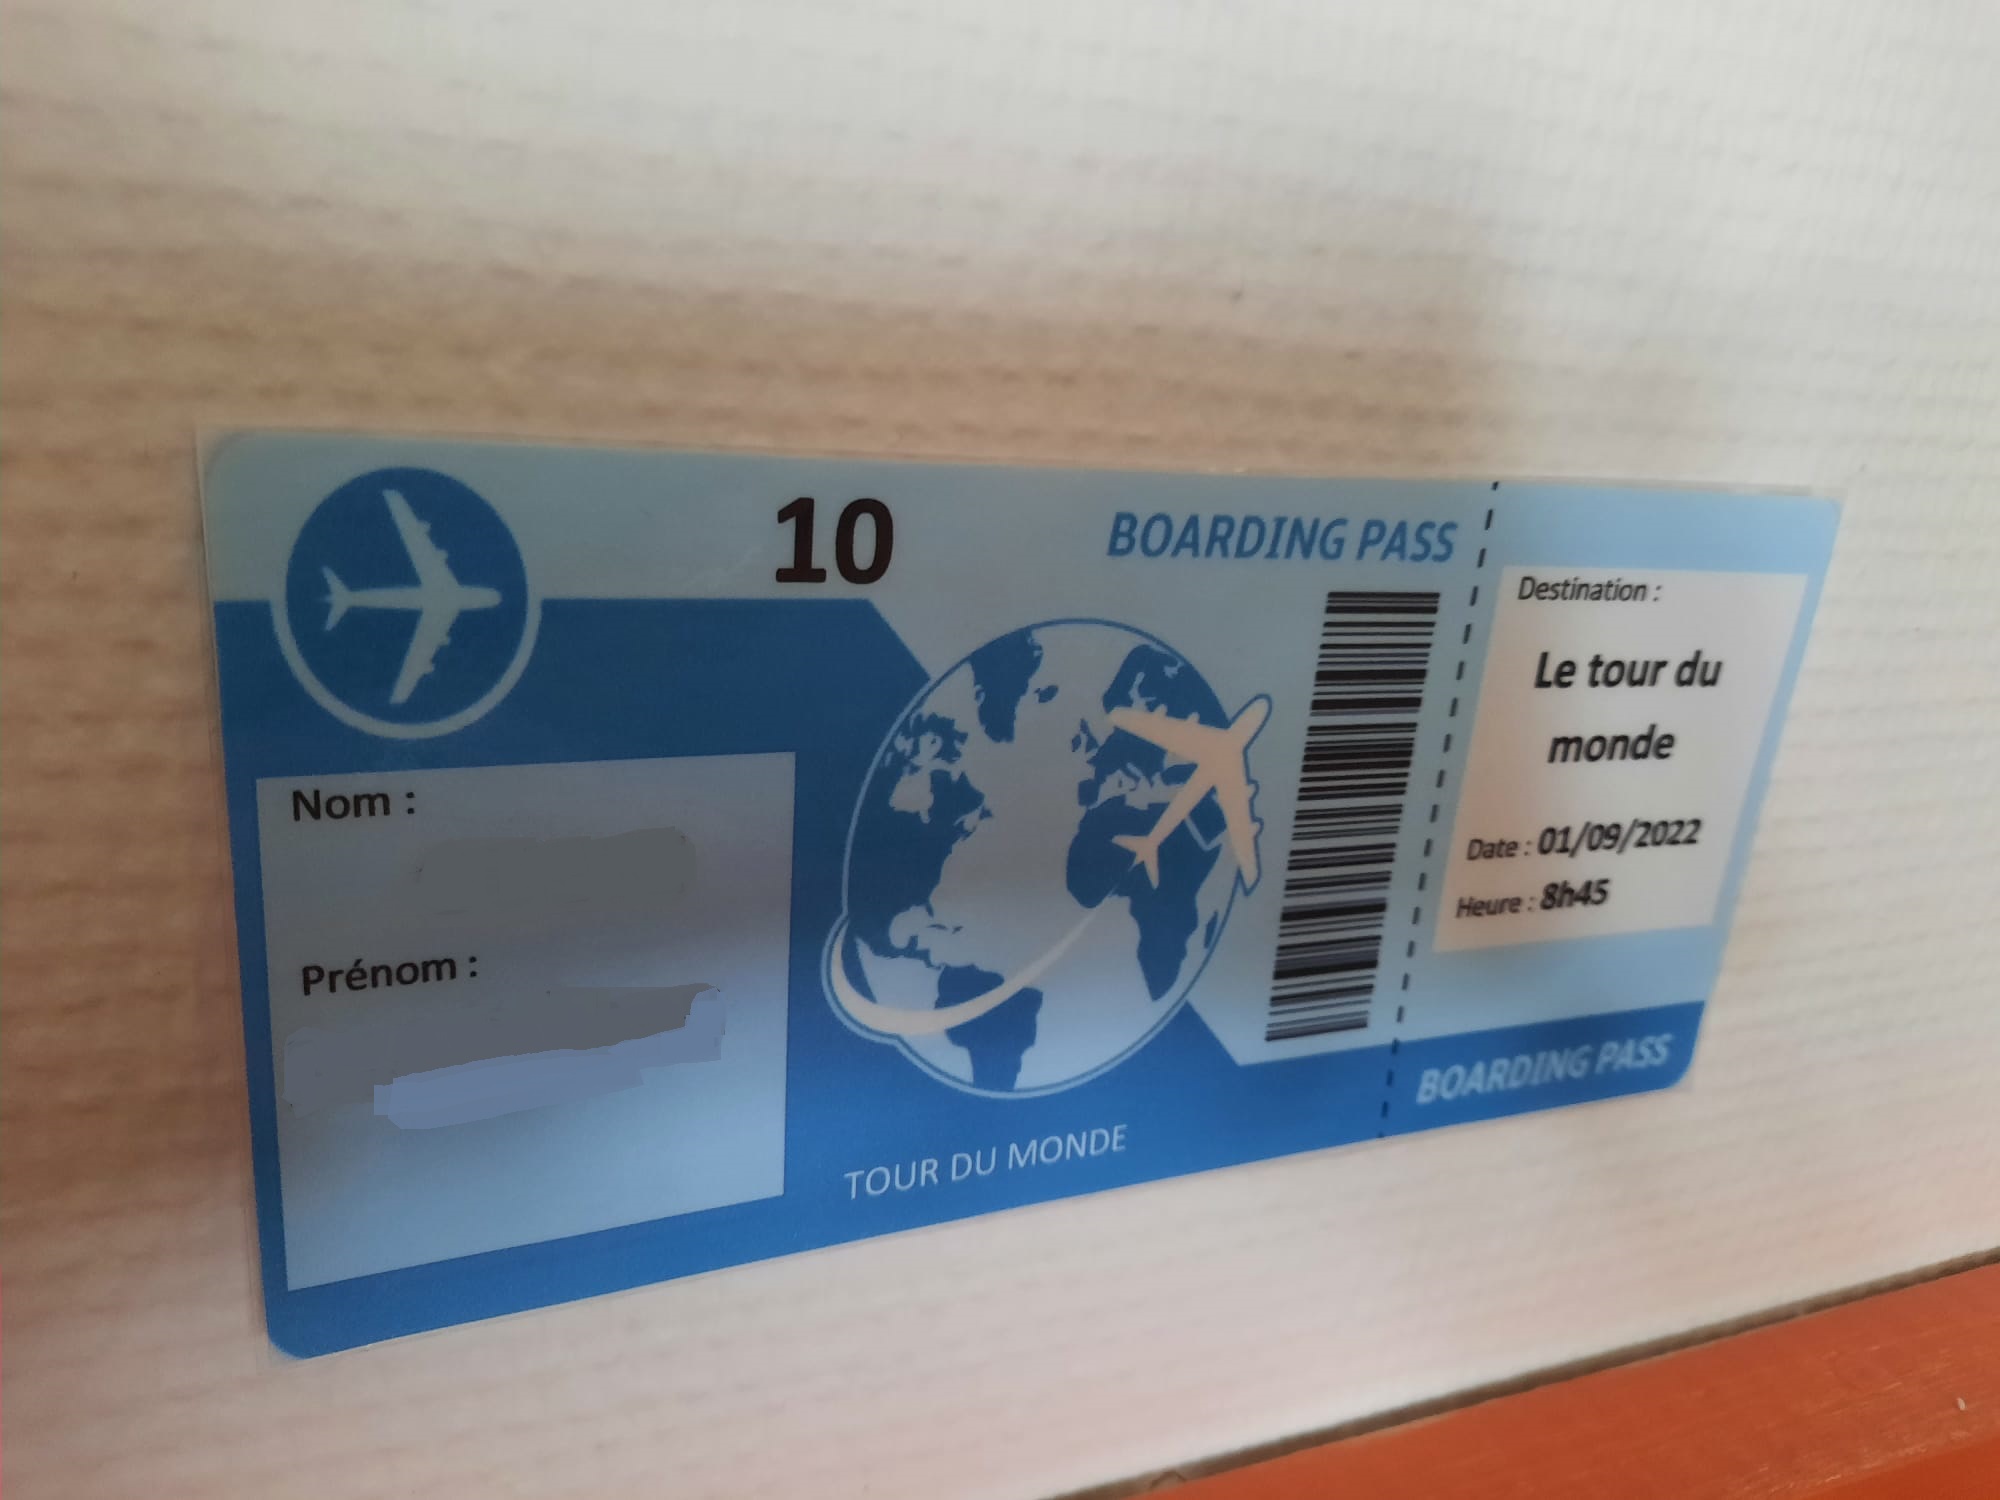 10
BOARDING PASS
Nom :
Prénom :
TOUR DU MONDE
Destination :
Le tour du
monde
Date : 01/09/2022
Heure : 8h45
BOARDING PASS